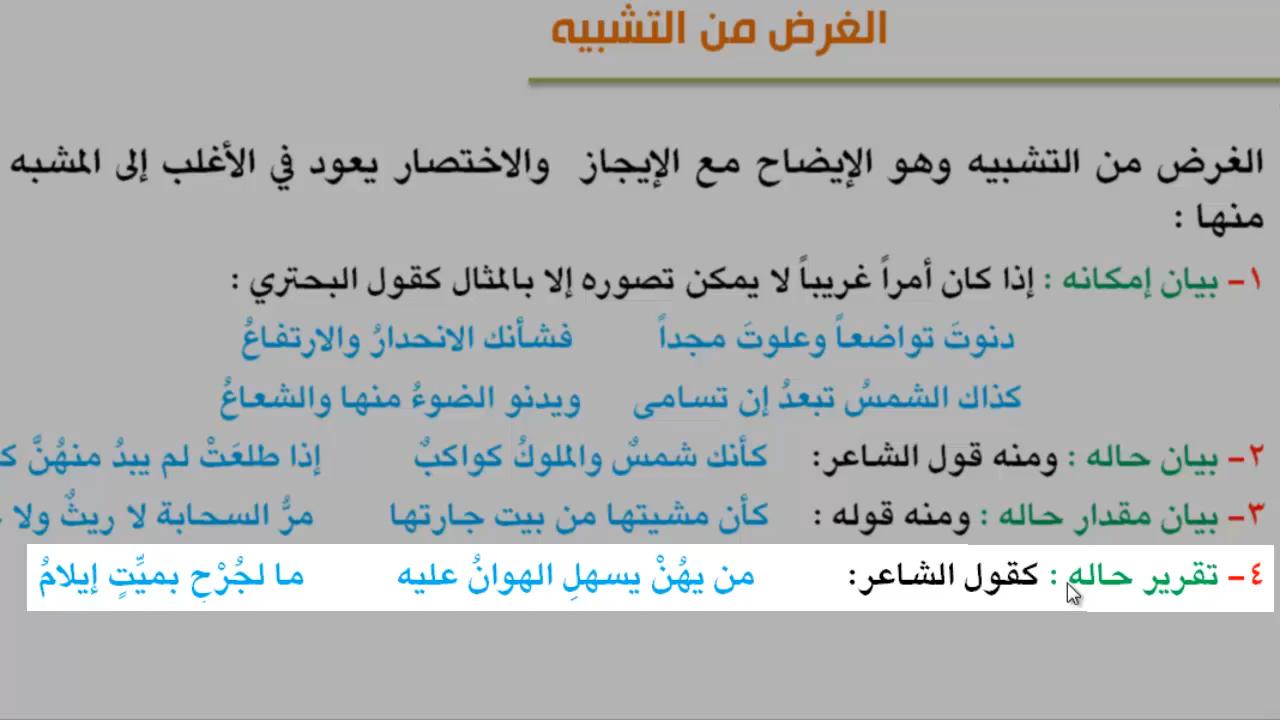 الغرض من التشبيه
الغرض من التشبيه وهو الإيضاح مع الإيجاز والاختصار يعود في الأغلب إلى المشبه
منها :
١- بيان إمكانه : إذا كان أمراً غريباً لا يمكن تصوره إلا بالمثال كقول البحتري :
دنوتَ تواضعاً وعلوتَ مجداً فشأنك الانحدارُ والارتفاعُ
كذاك الشمسُ تبعدُ إن تسامى ويدنو الضوءُ منها والشعاعُ
٢- بيان حاله : ومنه قول الشاعر: كأنك شمسٌ والملوكُ كواكبٌ إذا طلعَتْ لم يبدُ منهُنَّ
٣- بيان مقدار حاله : ومنه قوله : كأن مشيتها من بيت جارتها مرُّ السحابة لا ريثٌ ولا
٤- تقرير حاله : كقول الشاعر: من يهُنْ يسهلِ الهوانُ عليه ما لجُرْحٍ بميِّتٍ إيلامُ